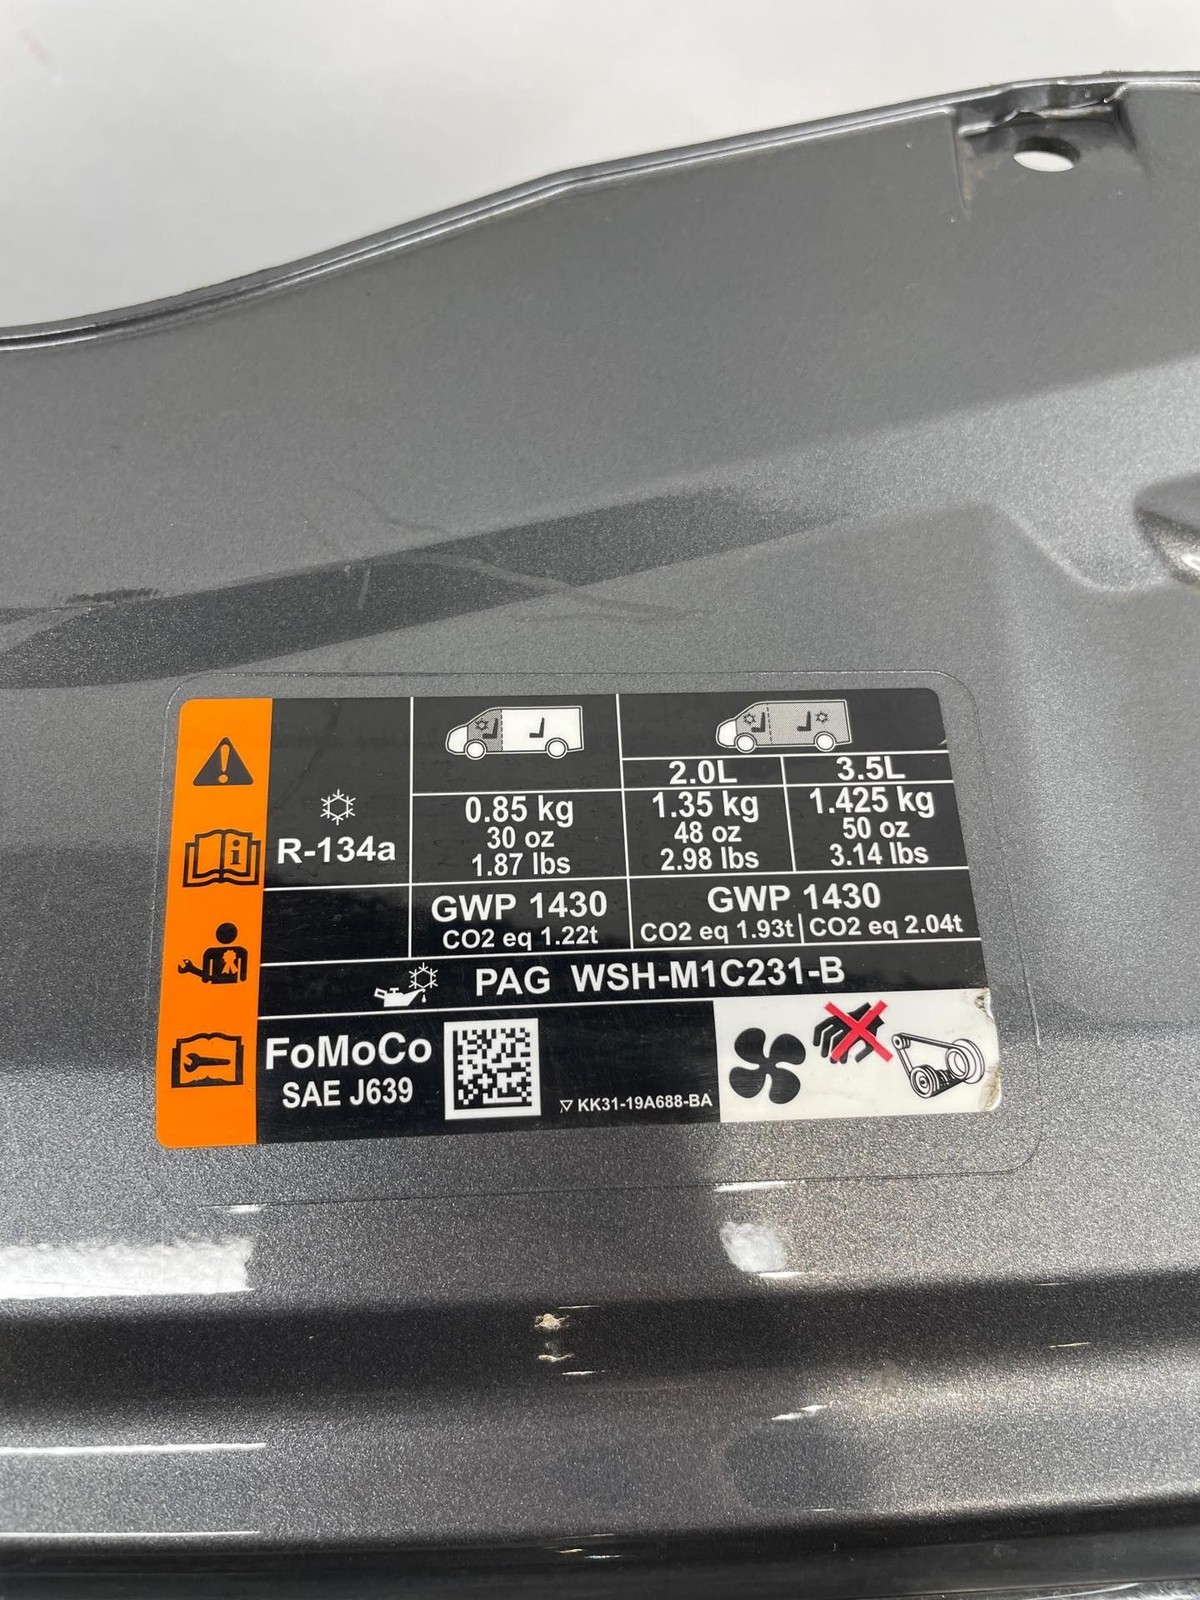 2.0L 3.5L
R-134a
0.85 kg
30 oz
1.87 lbs
1.35 kg
48 oz
2.98 lbs
1.425 kg
50 oz
3.14 lbs
GWP 1430
CO2 eq 1.22t
GWP 1430
CO2 eq 1.93t CO2 eq 2.04t
PAG WSH-M1C231-B
FoMoCo
SAE J639
KK31-19A688-BA